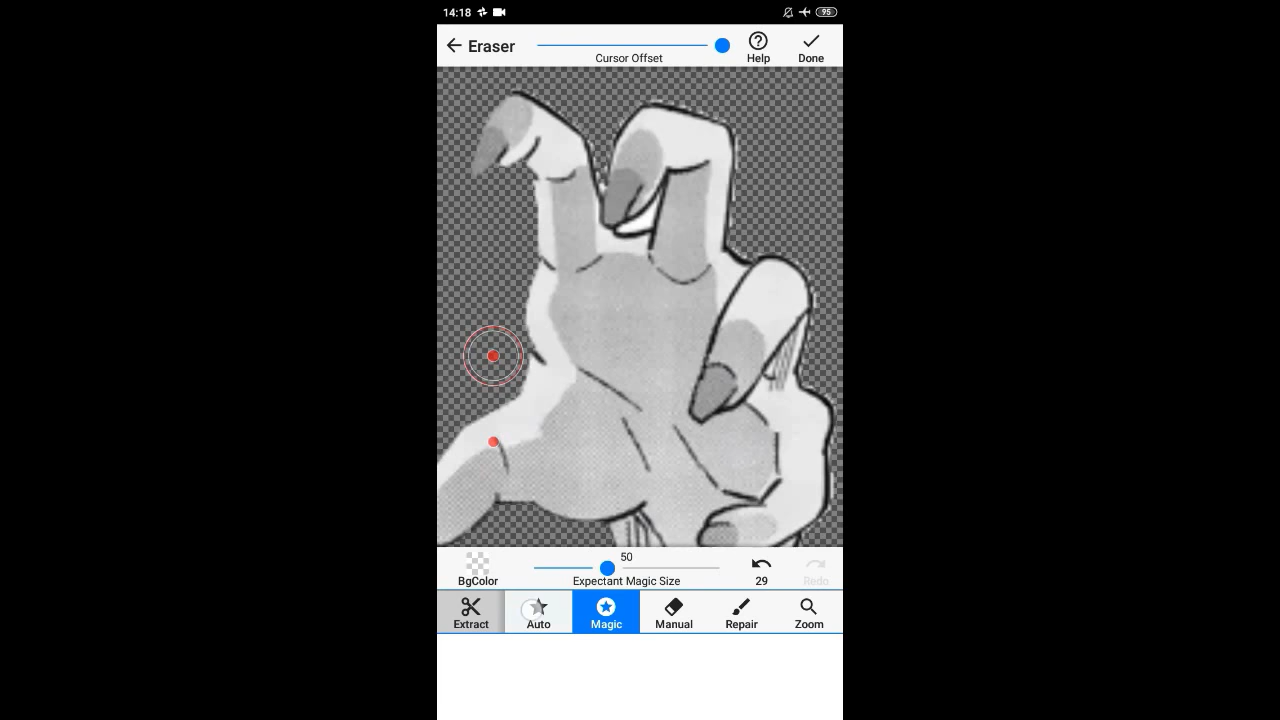 14:18
95
Eraser
Cursor Offset
Help
Done
50
BgColor
Expectant Magic Size
29
Redo
Extract
Auto
Magic
Manual
Repair
Zoom